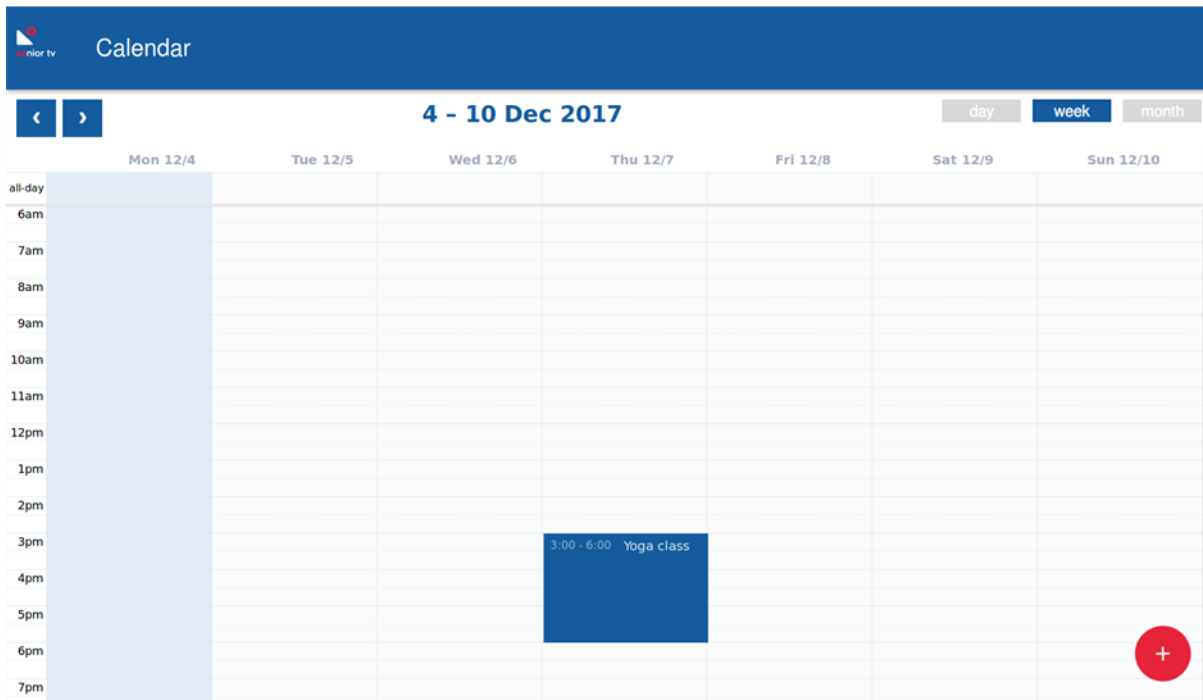 senior tv
Calendar
‹ › 4 – 10 Dec 2017 day week month
Mon 12/4 Tue 12/5 Wed 12/6 Thu 12/7 Fri 12/8 Sat 12/9 Sun 12/10
all-day
6am
7am
8am
9am
10am
11am
12pm
1pm
2pm
3pm 3:00 - 6:00 Yoga class
4pm
5pm
6pm +
7pm